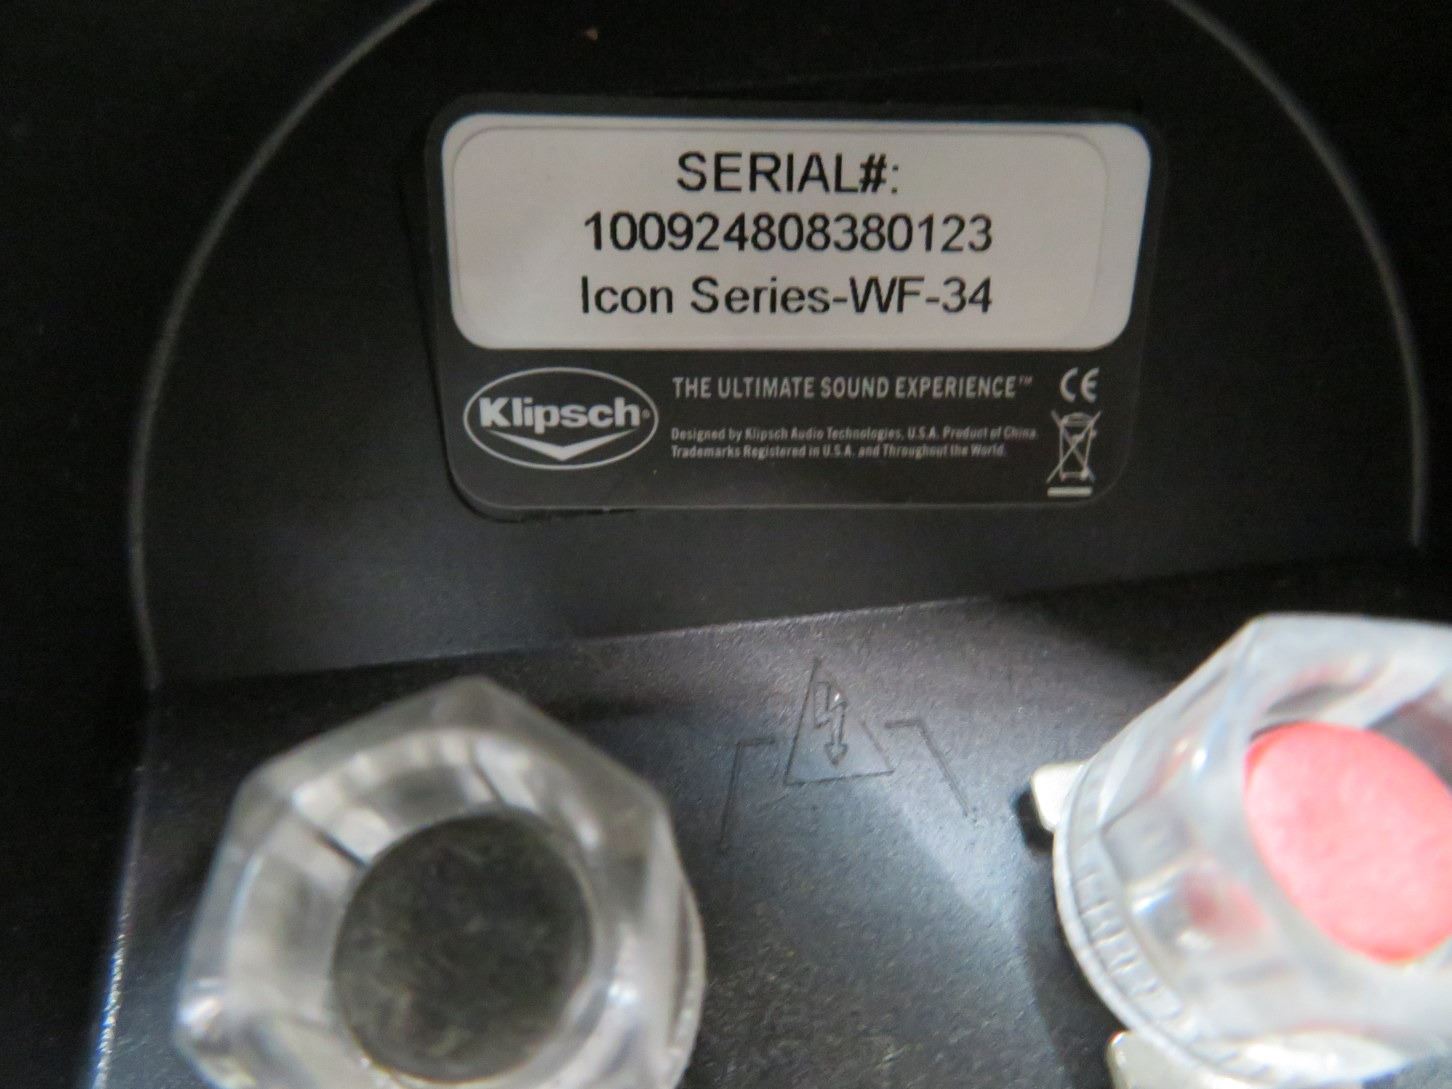 SERIAL#:
100924808380123
Icon Series-WF-34
Klipsch®
THE ULTIMATE SOUND EXPERIENCE™
CE
Designed by Klipsch Audio Technologies, U.S.A. Product of China
Trademarks Registered in U.S.A. and Throughout the World.